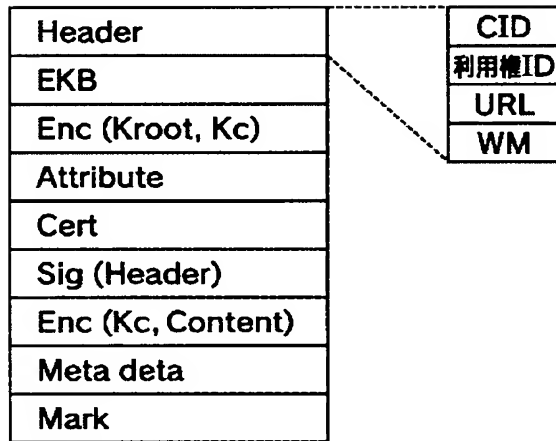 Header
EKB
Enc (Kroot, Kc)
Attribute
Cert
Sig (Header)
Enc (Kc, Content)
Meta deta
Mark
CID
利用権ID
URL
WM